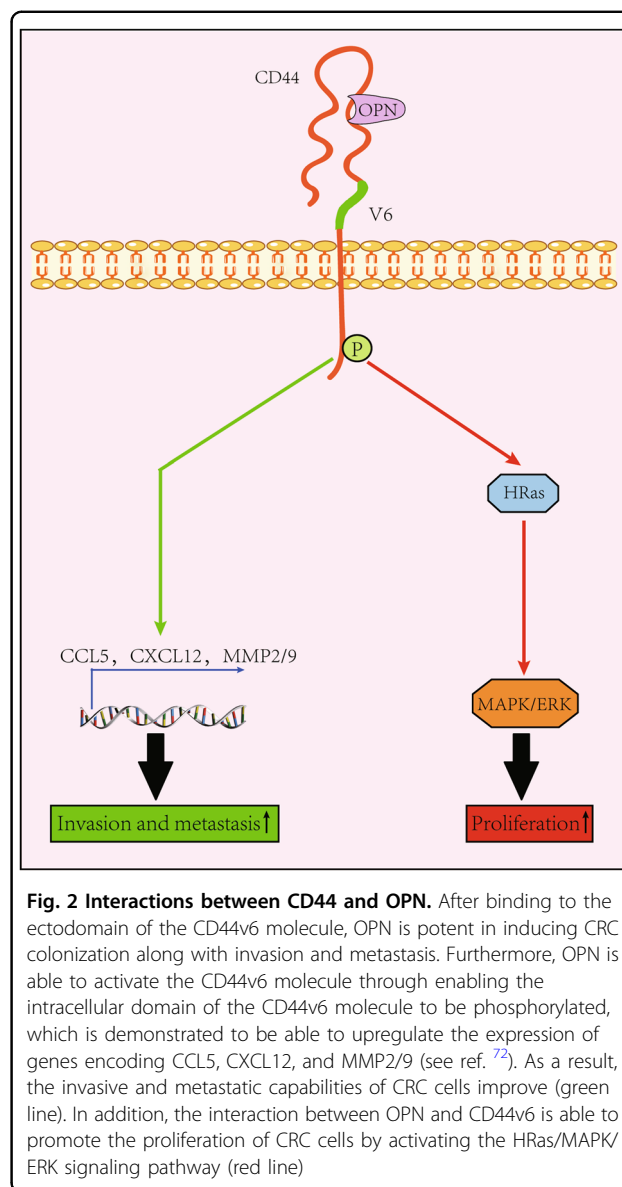 CD44
OPN
V6
P
HRas
CCL5, CXCL12, MMP2/9
MAPK/ERK
Invasion and metastasis↑
Proliferation↑
Fig. 2 Interactions between CD44 and OPN. After binding to the
ectodomain of the CD44v6 molecule, OPN is potent in inducing CRC
colonization along with invasion and metastasis. Furthermore, OPN is
able to activate the CD44v6 molecule through enabling the
intracellular domain of the CD44v6 molecule to be phosphorylated,
which is demonstrated to be able to upregulate the expression of
genes encoding CCL5, CXCL12, and MMP2/9 (see ref. 72). As a result,
the invasive and metastatic capabilities of CRC cells improve (green
line). In addition, the interaction between OPN and CD44v6 is able to
promote the proliferation of CRC cells by activating the HRas/MAPK/
ERK signaling pathway (red line)